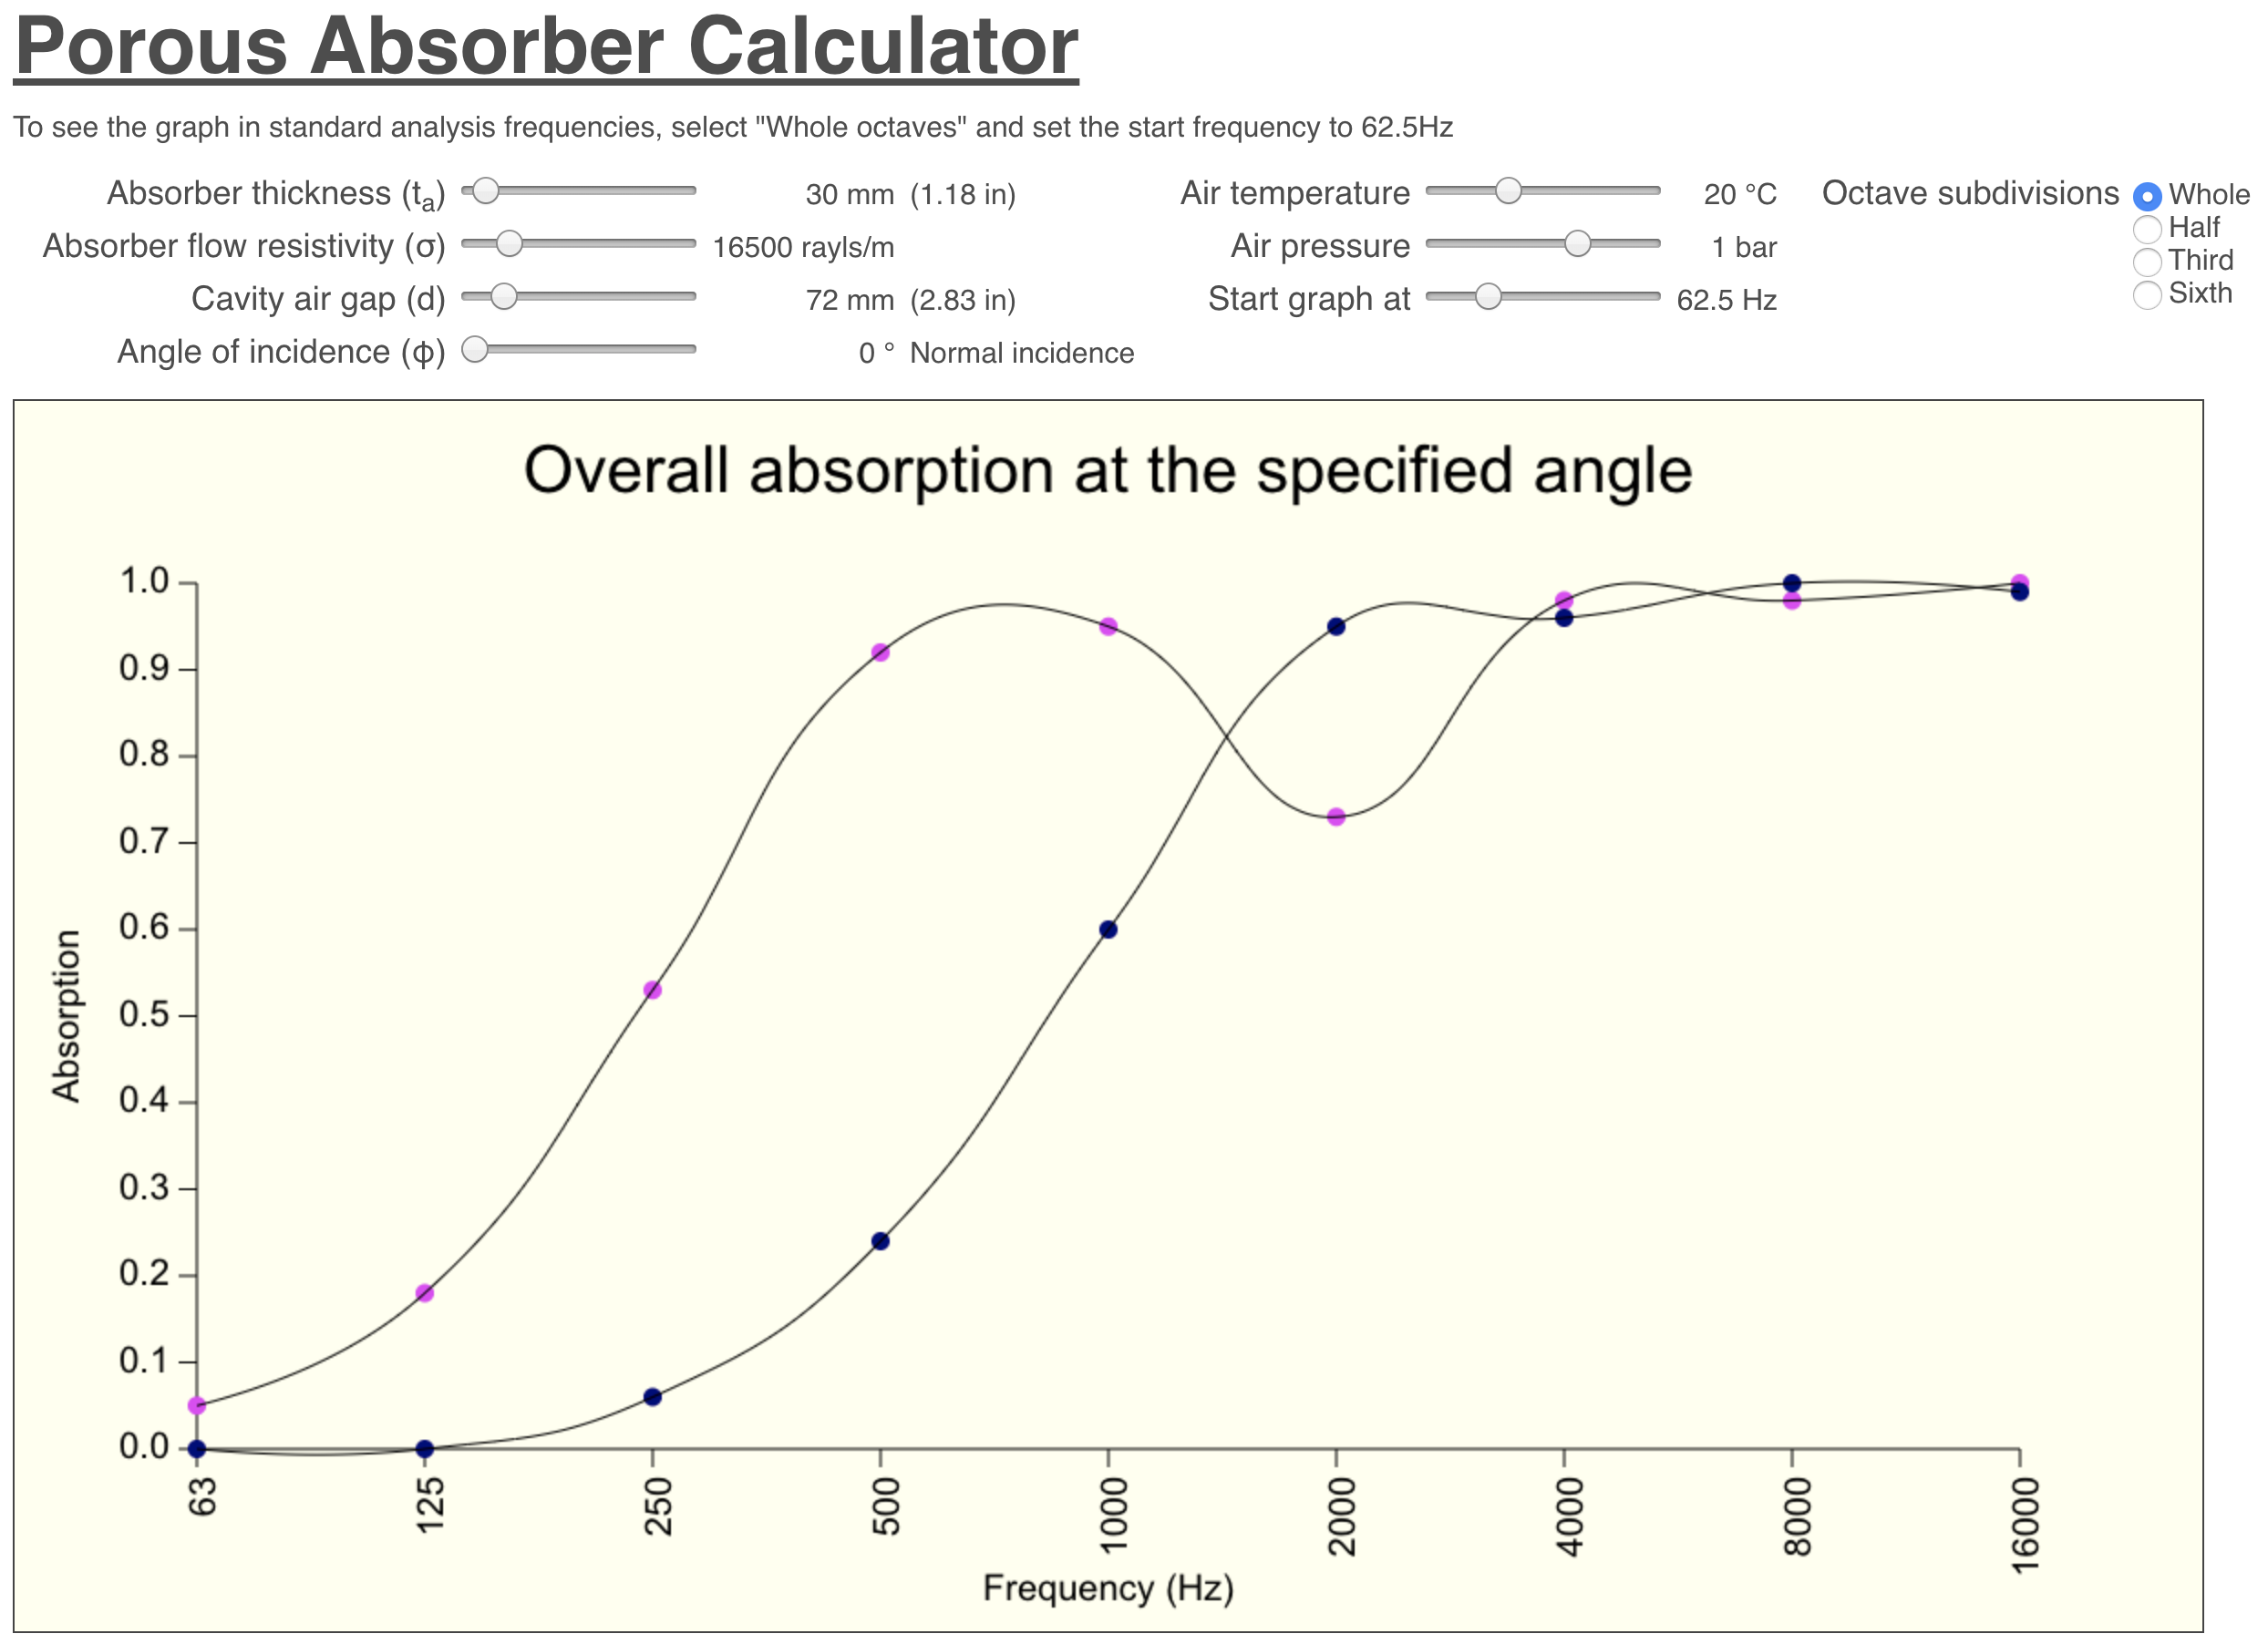 Porous Absorber Calculator
To see the graph in standard analysis frequencies, select "Whole octaves" and set the start frequency to 62.5Hz
Absorber thickness (ta) 30 mm (1.18 in) Air temperature 20 °C Octave subdivisions Whole
Half
Absorber flow resistivity (σ) 16500 rayls/m Air pressure 1 bar
Third
Cavity air gap (d) 72 mm (2.83 in) Start graph at 62.5 Hz Sixth
Angle of incidence (ϕ) 0 ° Normal incidence
Overall absorption at the specified angle
1.0
0.9
0.8
0.7
0.6
0.5
0.4
0.3
0.2
0.1
0.0
Absorption
63 125 250 500 1000 2000 4000 8000 16000
Frequency (Hz)